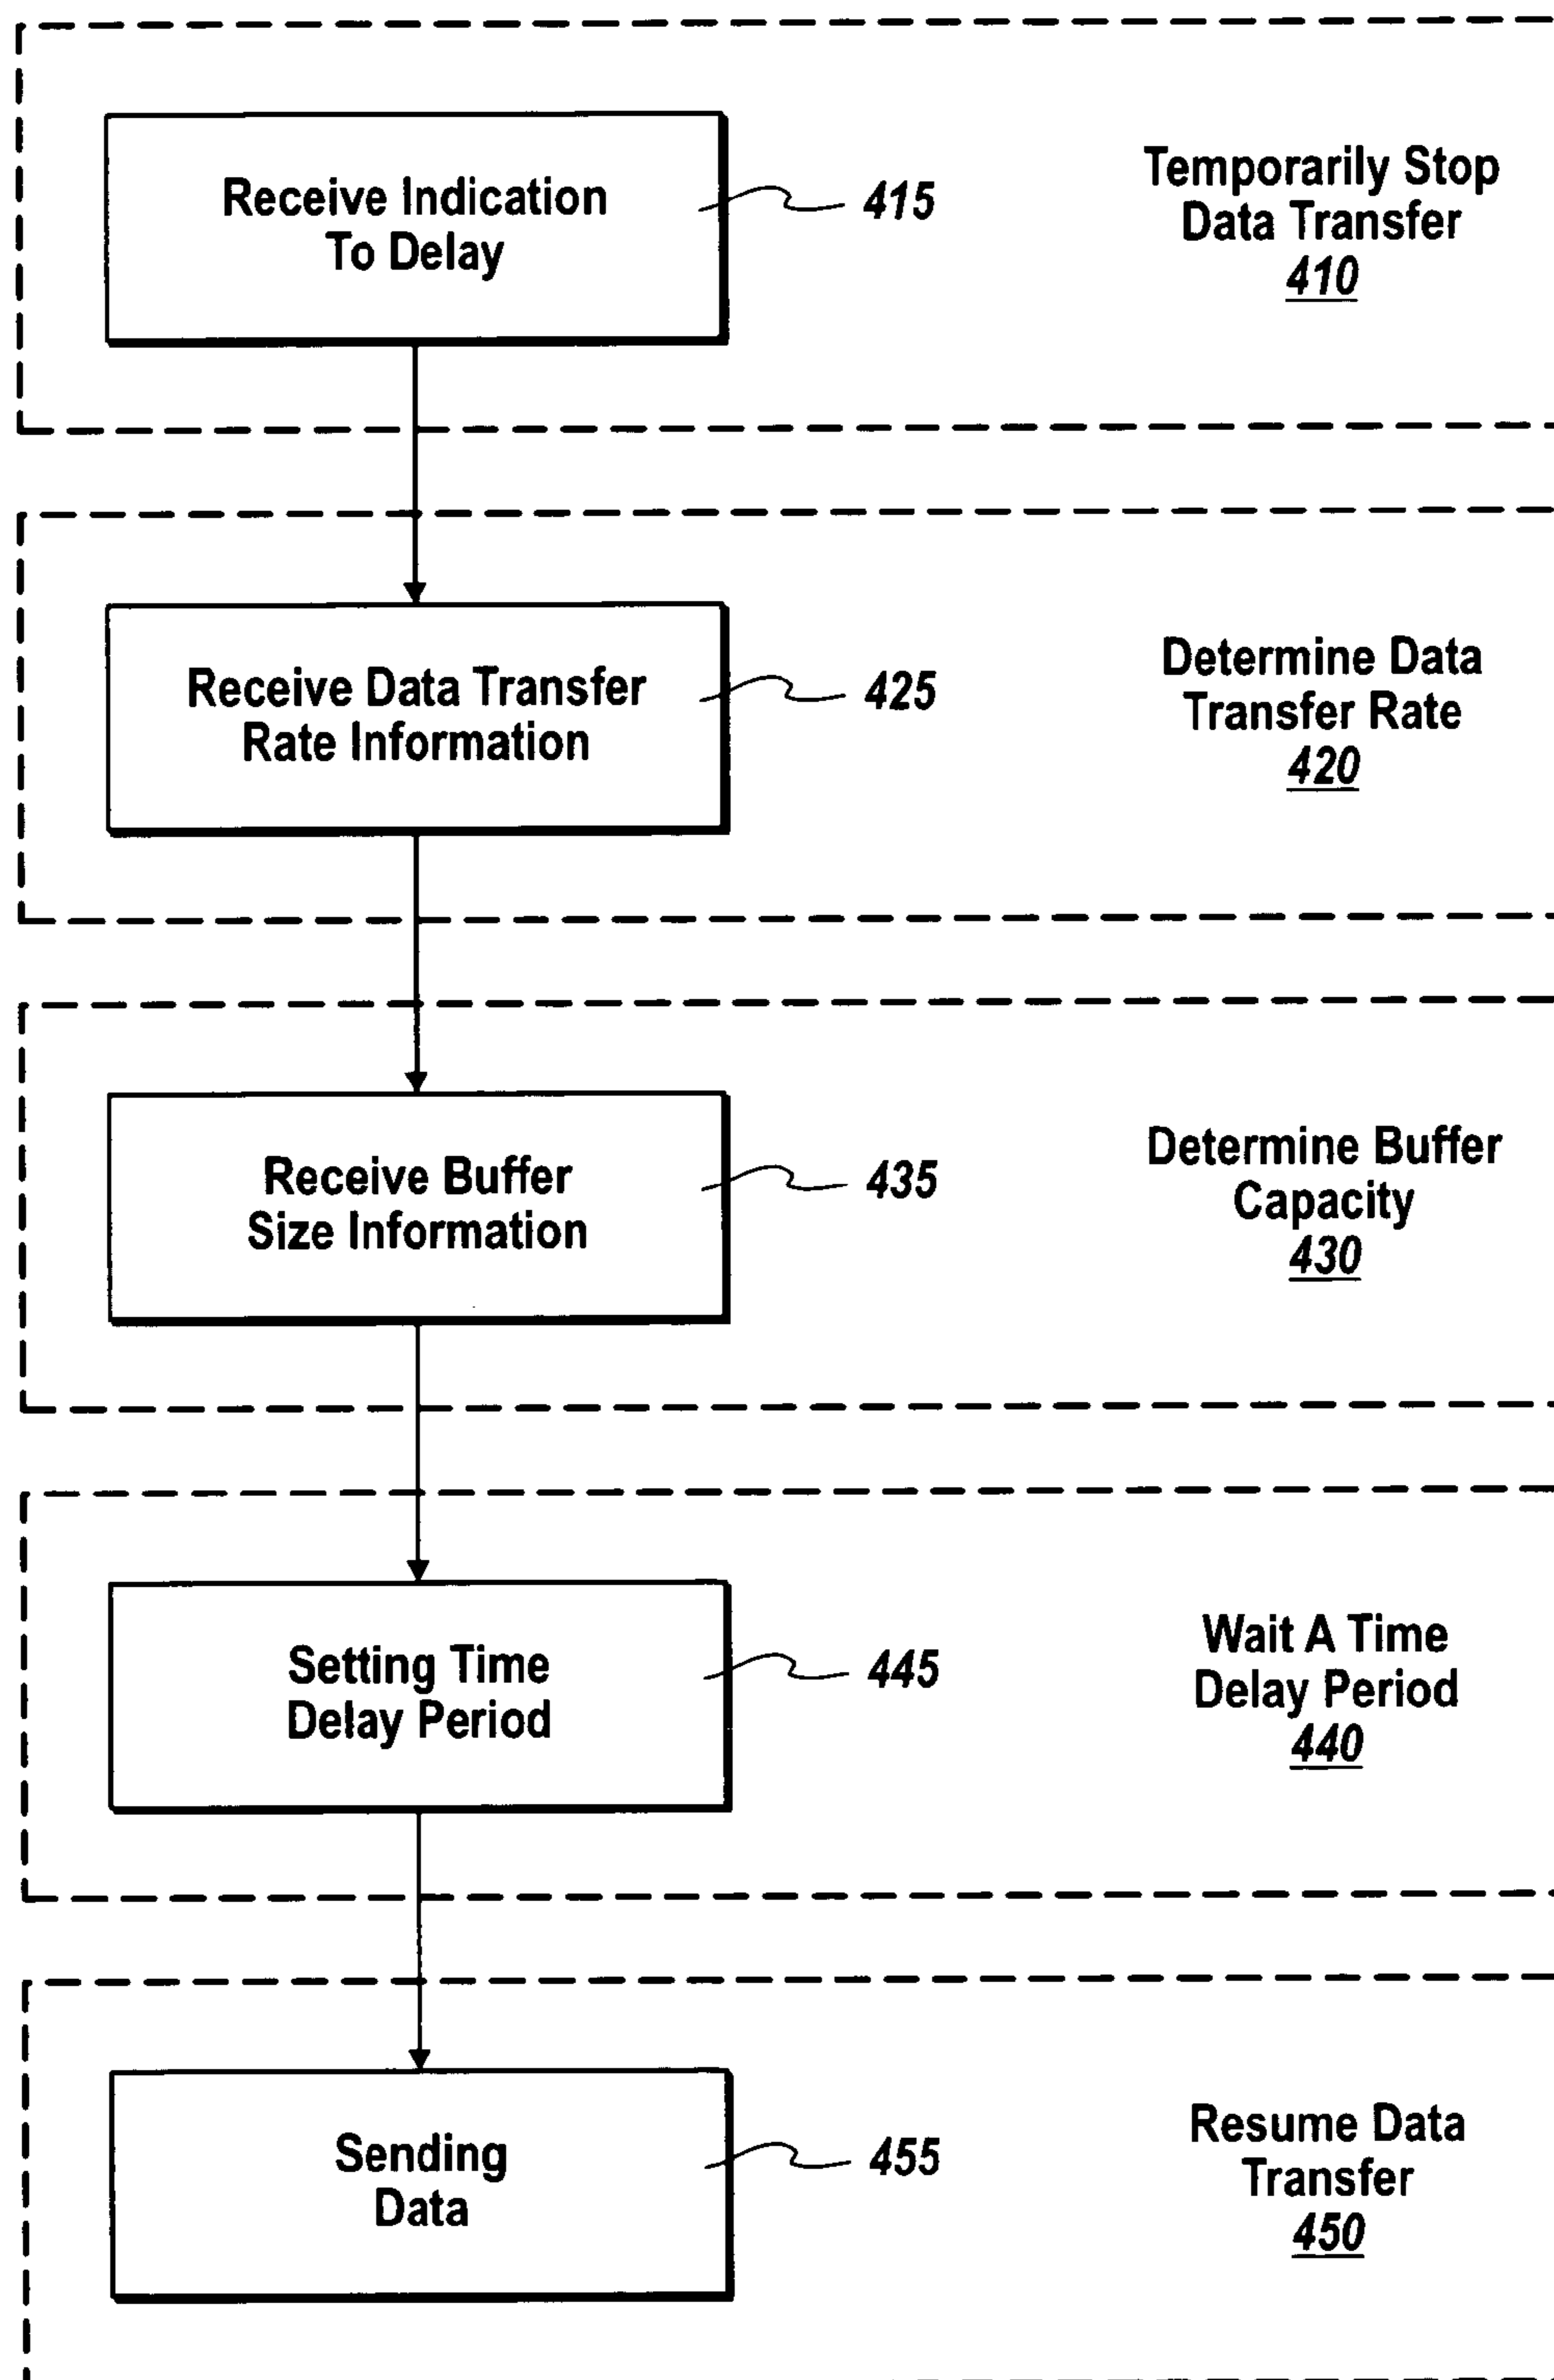 Receive Indication
To Delay
415
Temporarily Stop
Data Transfer
410
Receive Data Transfer
Rate Information
425
Determine Data
Transfer Rate
420
Receive Buffer
Size Information
435
Determine Buffer
Capacity
430
Setting Time
Delay Period
445
Wait A Time
Delay Period
440
Sending
Data
455
Resume Data
Transfer
450